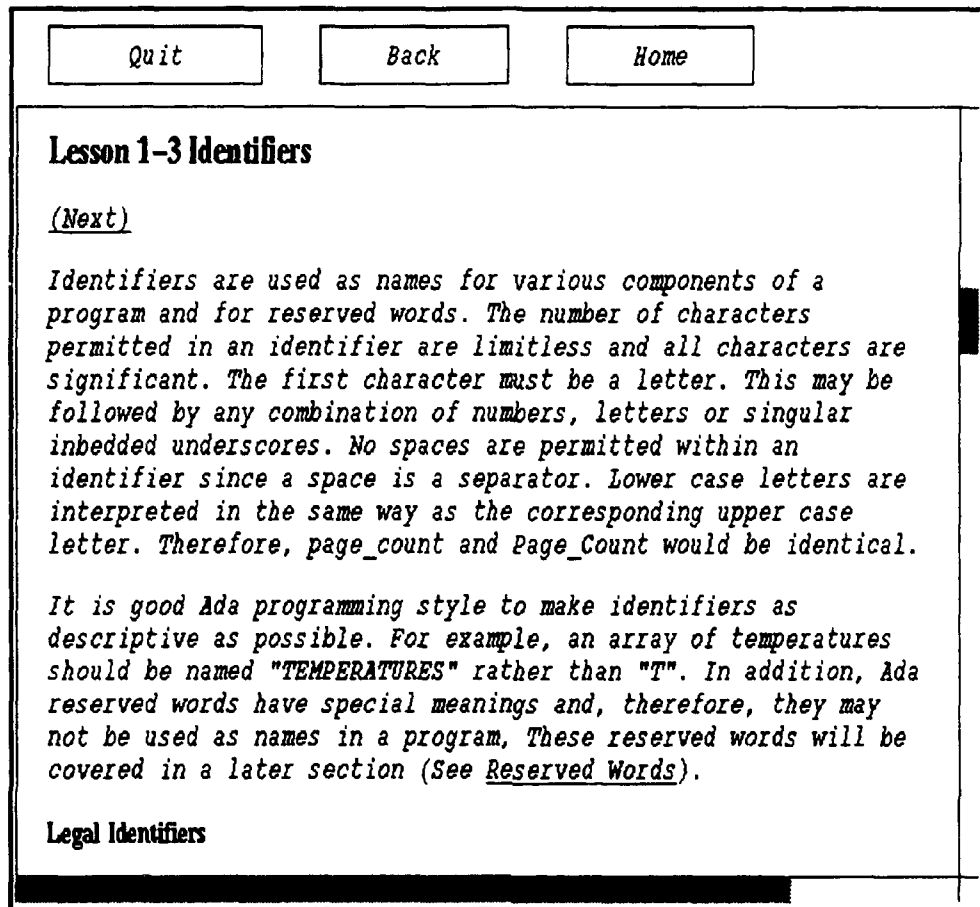 Quit Back Home
Lesson 1–3 Identifiers
(Next)
Identifiers are used as names for various components of a
program and for reserved words. The number of characters
permitted in an identifier are limitless and all characters are
significant. The first character must be a letter. This may be
followed by any combination of numbers, letters or singular
inbedded underscores. No spaces are permitted within an
identifier since a space is a separator. Lower case letters are
interpreted in the same way as the corresponding upper case
letter. Therefore, page_count and Page_Count would be identical.
It is good Ada programming style to make identifiers as
descriptive as possible. For example, an array of temperatures
should be named "TEMPERATURES" rather than "T". In addition, Ada
reserved words have special meanings and, therefore, they may
not be used as names in a program, These reserved words will be
covered in a later section (See Reserved Words).
Legal Identifiers